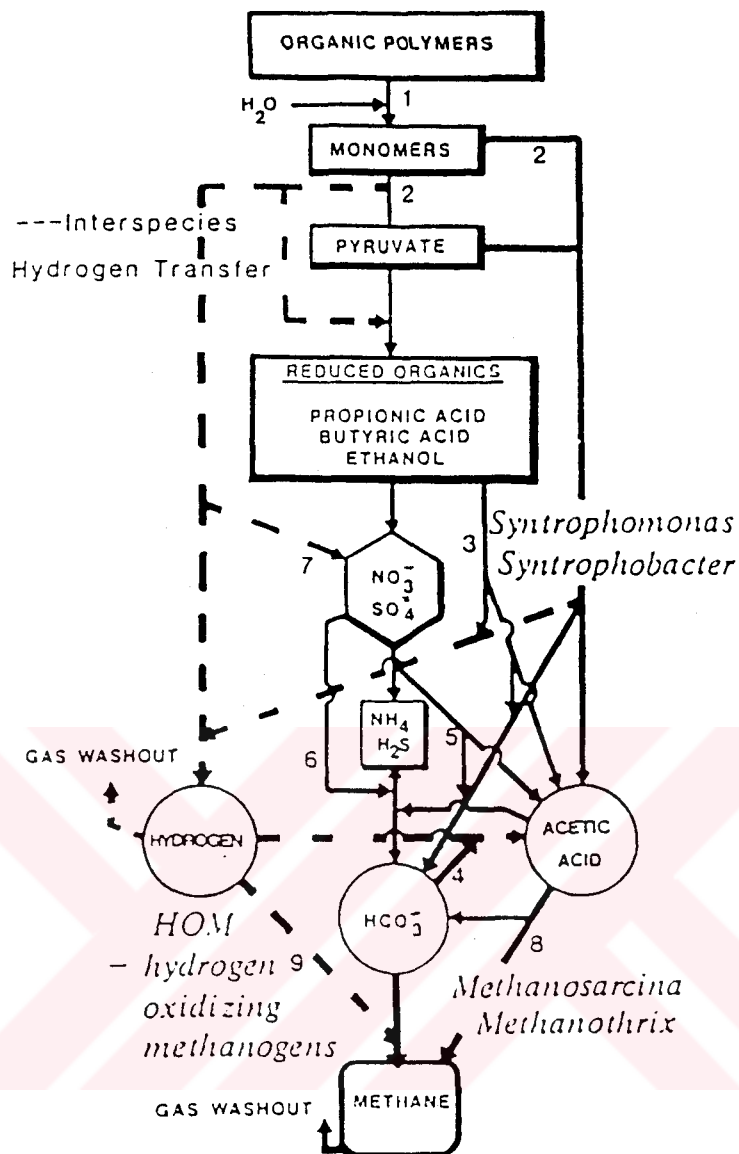 ORGANIC POLYMERS
H2O
1
MONOMERS
2
2
---Interspecies
Hydrogen Transfer
PYRUVATE
REDUCED ORGANICS
PROPIONIC ACID
BUTYRIC ACID
ETHANOL
3
Syntrophomonas
Syntrophobacter
7
NO3-
SO4=
NH4
H2S
5
6
GAS WASHOUT
HYDROGEN
ACETIC
ACID
4
HCO3-
8
HOM
- hydrogen 9
oxidizing
methanogens
Methanosarcina
Methanothrix
METHANE
GAS WASHOUT